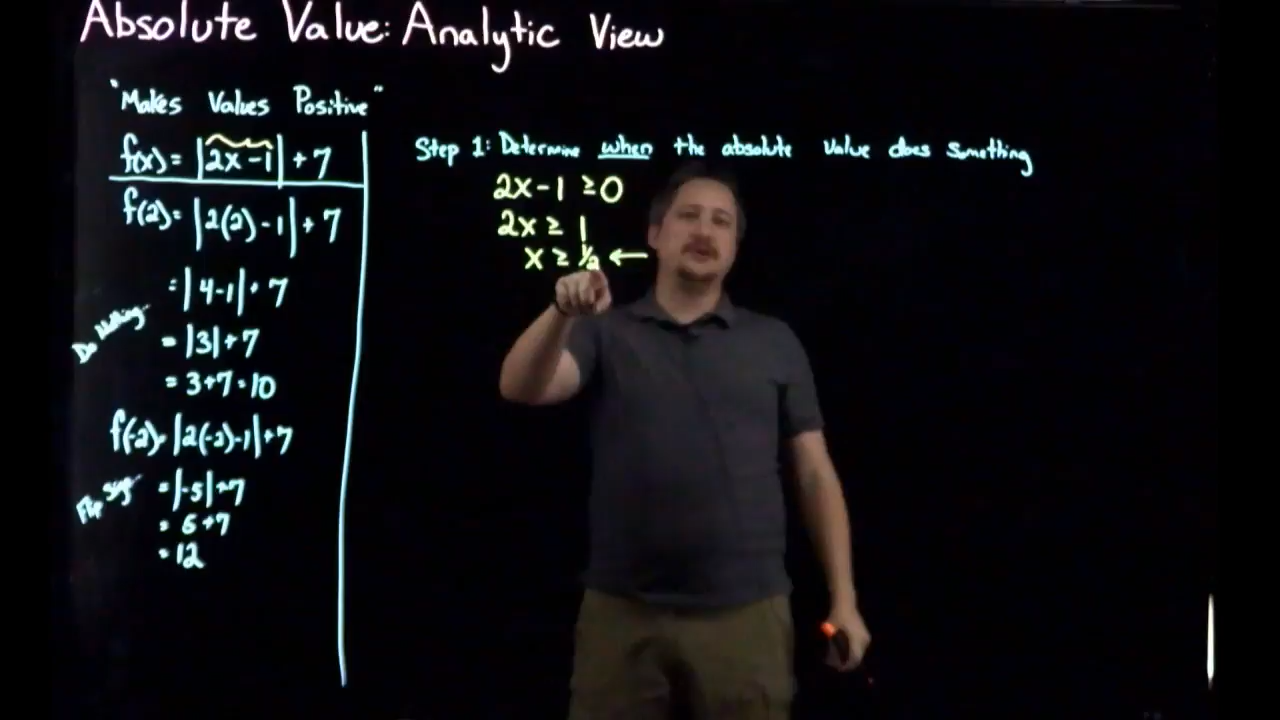 Absolute Value: Analytic View
"Makes Values Positive"
f(x) = |2x - 1| + 7
f(2) = |2(2) - 1| + 7
= |4 - 1| + 7
Do Nothing
= |3| + 7
= 3 + 7 = 10
f(-2) = |2(-2) - 1| + 7
Flip Sign
= |-5| + 7
= 5 + 7
= 12
Step 1: Determine when the absolute value does something
2x - 1 ≥ 0
2x ≥ 1
x ≥ 1/2 ←